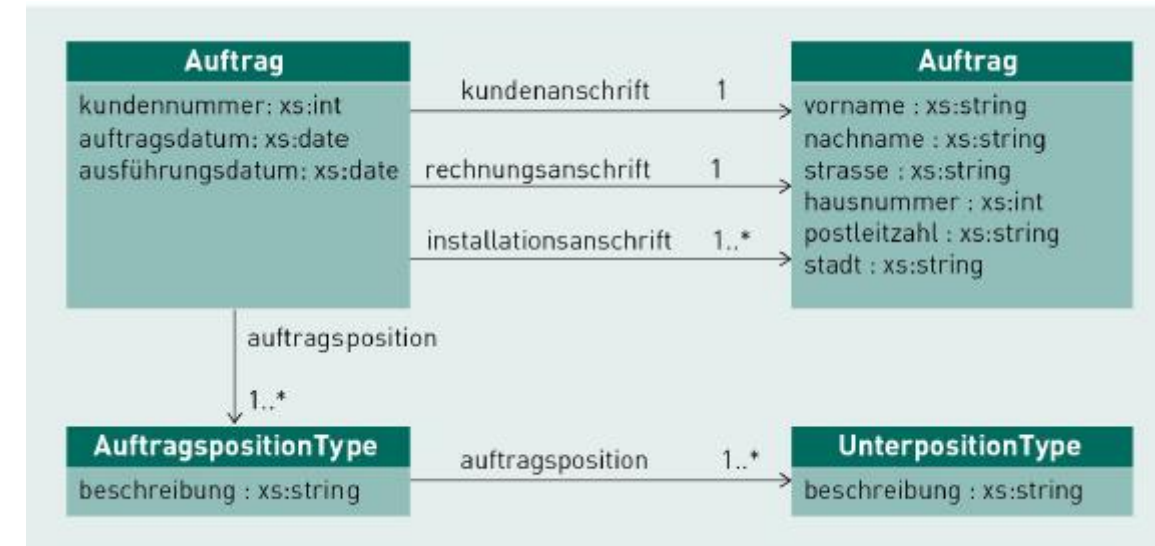 Auftrag
kundennummer: xs:int
auftragsdatum: xs:date
ausführungsdatum: xs:date
kundenanschrift 1
rechnungsanschrift 1
installationsanschrift 1..*
Auftrag
vorname : xs:string
nachname : xs:string
strasse : xs:string
hausnummer : xs:int
postleitzahl : xs:string
stadt : xs:string
auftragsposition
1..*
AuftragspositionType
beschreibung : xs:string
auftragsposition 1..*
UnterpositionType
beschreibung : xs:string